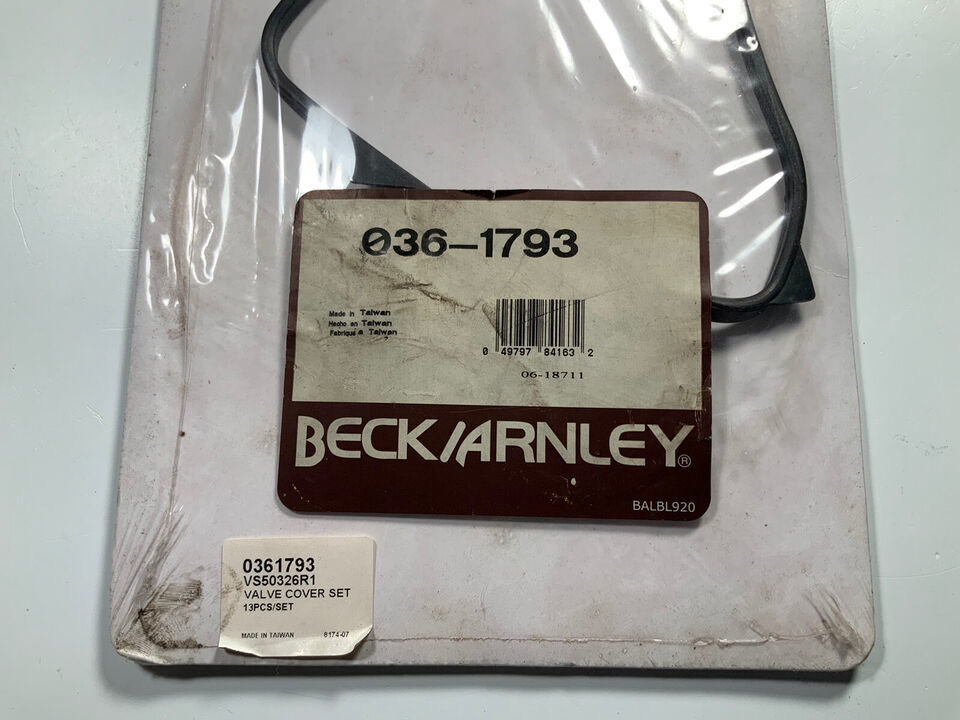 036-1793
Made in Taiwan
Hecho en Taiwan
Fabriqué à Taiwan
0 49797 84163 2
06-18711
BECK/ARNLEY®
BALBL920
0361793
VS50326R1
VALVE COVER SET
13PCS/SET
MADE IN TAIWAN 8174-07